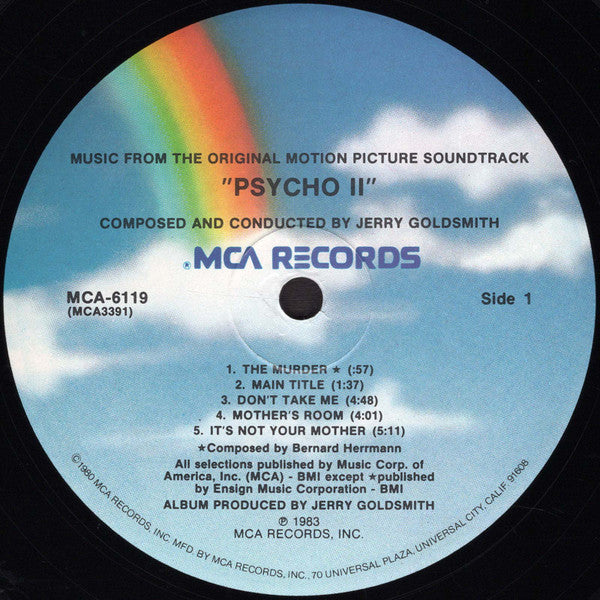 MUSIC FROM THE ORIGINAL MOTION PICTURE SOUNDTRACK
"PSYCHO II"
COMPOSED AND CONDUCTED BY JERRY GOLDSMITH
®MCA RECORDS
MCA-6119
(MCA3391)
Side 1
1. THE MURDER ★ (:57)
2. MAIN TITLE (1:37)
3. DON'T TAKE ME (4:48)
4. MOTHER'S ROOM (4:01)
5. IT'S NOT YOUR MOTHER (5:11)
★Composed by Bernard Herrmann
All selections published by Music Corp. of
America, Inc. (MCA) - BMI except ★published
by Ensign Music Corporation - BMI
ALBUM PRODUCED BY JERRY GOLDSMITH
℗ 1983
MCA RECORDS, INC.
©1980 MCA RECORDS, INC. MFD. BY MCA RECORDS, INC., 70 UNIVERSAL PLAZA, UNIVERSAL CITY, CALIF. 91608